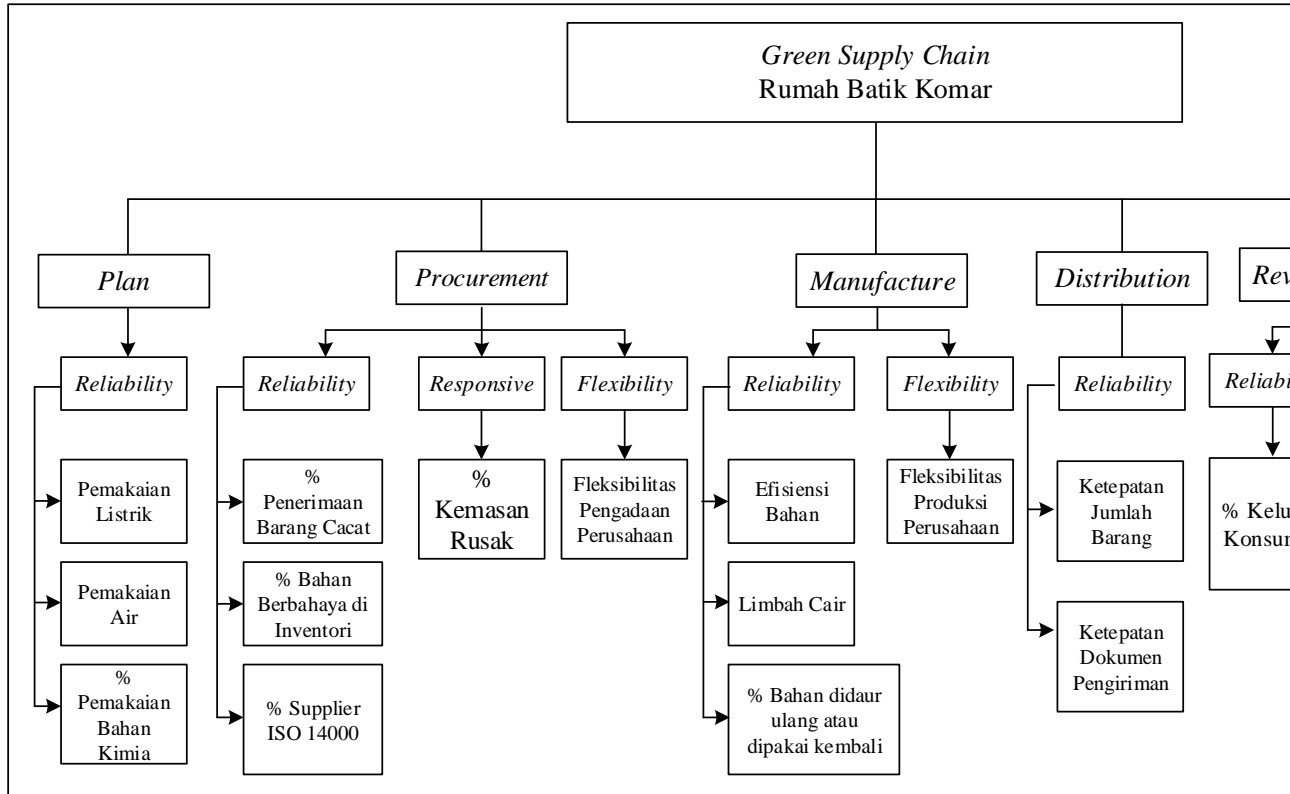 Green Supply Chain
Rumah Batik Komar
Plan
Procurement
Manufacture
Distribution
Reliability
Reliability
Responsive
Flexibility
Reliability
Flexibility
Reliability
Pemakaian
Listrik
%
Penerimaan
Barang Cacat
%
Kemasan
Rusak
Fleksibilitas
Pengadaan
Perusahaan
Efisiensi
Bahan
Fleksibilitas
Produksi
Perusahaan
Ketepatan
Jumlah
Barang
%
Pemakaian
Air
% Bahan
Berbahaya di
Inventori
Limbah Cair
Ketepatan
Dokumen
Pengiriman
%
Pemakaian
Bahan
Kimia
% Supplier
ISO 14000
% Bahan didaur
ulang atau
dipakai kembali